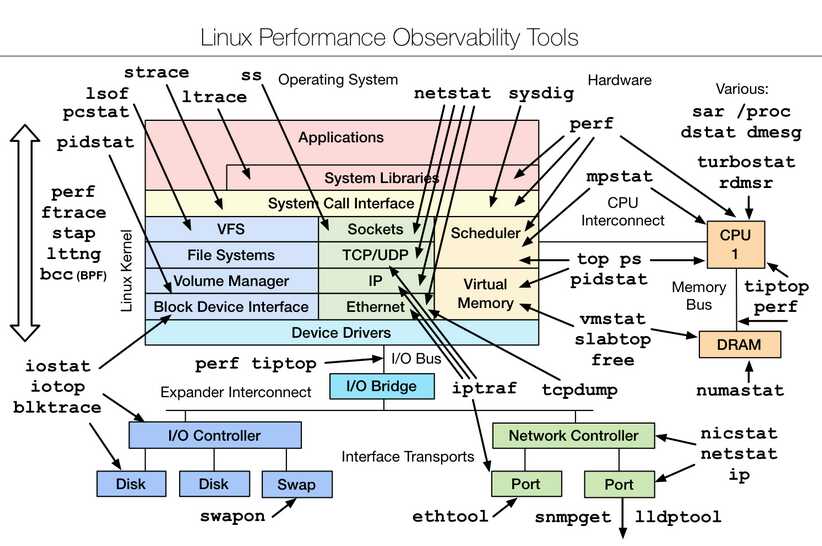 Linux Performance Observability Tools
strace
ss
Operating System
Hardware
Various:
lsof
pcstat
ltrace
netstat
sysdig
sar /proc
dstat dmesg
pidstat
Applications
perf
turbostat
rdmsr
System Libraries
mpstat
perf
ftrace
stap
lttng
bcc (BPF)
System Call Interface
CPU
Interconnect
Linux Kernel
VFS
Sockets
Scheduler
CPU
1
File Systems
TCP/UDP
top ps
pidstat
Volume Manager
IP
Virtual
Memory
Memory
Bus
tiptop
perf
Block Device Interface
Ethernet
Device Drivers
vmstat
slabtop
free
DRAM
iostat
iotop
blktrace
perf tiptop
I/O Bus
I/O Bridge
iptraf
tcpdump
numastat
Expander Interconnect
I/O Controller
Network Controller
nicstat
netstat
ip
Interface Transports
Disk
Disk
Swap
Port
Port
swapon
ethtool
snmpget
lldptool